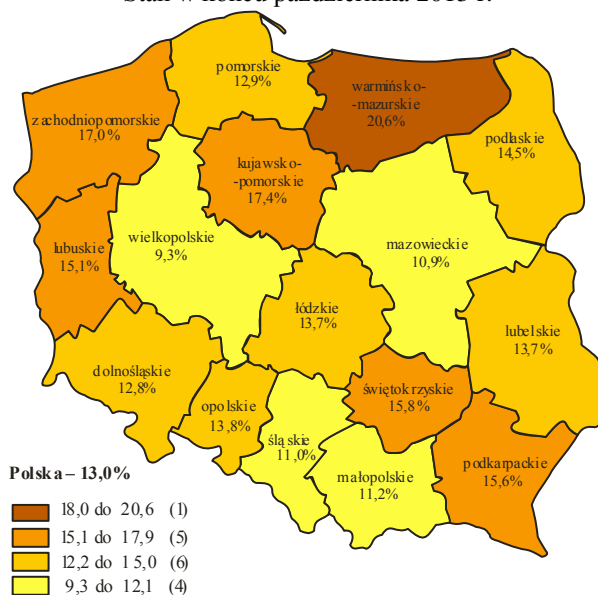 Stan w końcu października 2013 r.
pomorskie
12,9%
warmińsko-
-mazurskie
20,6%
zachodniopomorskie
17,0%
podlaskie
14,5%
kujawsko-
-pomorskie
17,4%
wielkopolskie
9,3%
mazowieckie
10,9%
lubuskie
15,1%
łódzkie
13,7%
lubelskie
13,7%
dolnośląskie
12,8%
opolskie
13,8%
świętokrzyskie
15,8%
śląskie
11,0%
małopolskie
11,2%
podkarpackie
15,6%
Polska – 13,0%
18,0 do 20,6 (1)
15,1 do 17,9 (5)
12,2 do 15,0 (6)
9,3 do 12,1 (4)